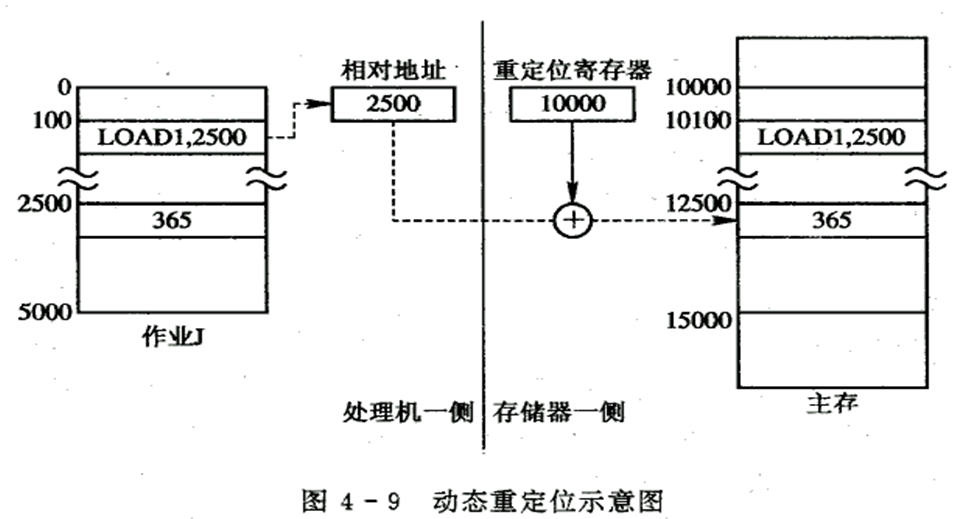 相对地址
重定位寄存器
0
2500
10000
10000
100
10100
LOAD1,2500
LOAD1,2500
2500
12500
365
+
365
5000
15000
作业J
处理机一侧
存储器一侧
主存
图 4-9 动态重定位示意图